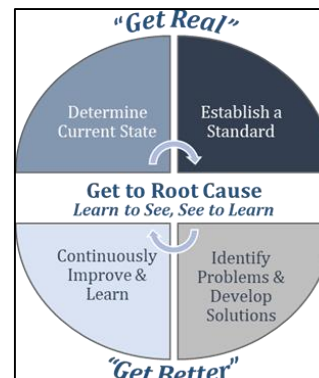 "Get Real"
Determine
Current State
Establish a
Standard
Get to Root Cause
Learn to See, See to Learn
Continuously
Improve &
Learn
Identify
Problems &
Develop
Solutions
"Get Better"